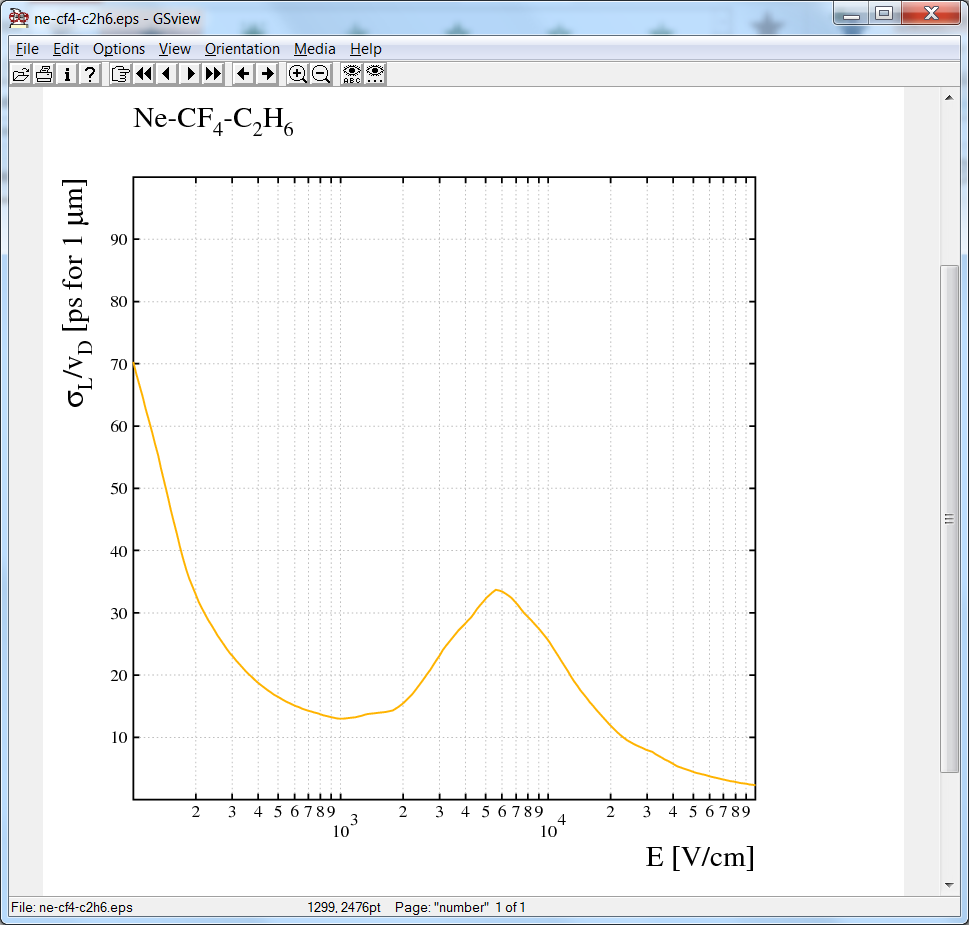 ne-cf4-c2h6.eps - GSview
File Edit Options View Orientation Media Help
Ne-CF4-C2H6
σL/vD [ps for 1 μm]
90
80
70
60
50
40
30
20
10
2 3 4 5 6 7 8 9 10^3 2 3 4 5 6 7 8 9 10^4 2 3 4 5 6 7 8 9
E [V/cm]
File: ne-cf4-c2h6.eps 1299, 2476pt Page: "number" 1 of 1